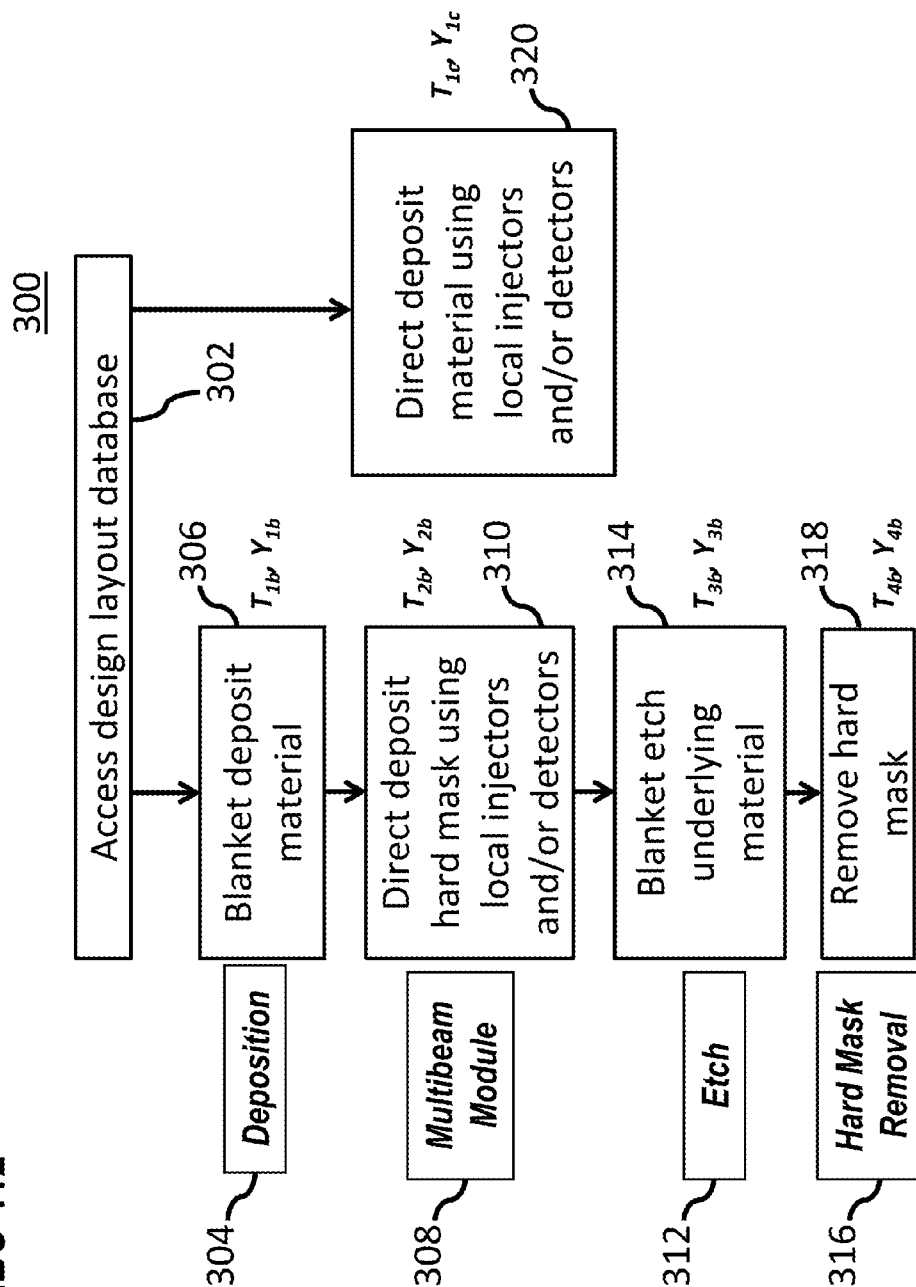 300
Access design layout database
302
304
Deposition
Blanket deposit
material
306
T1b, Y1b
Direct deposit
material using
local injectors
and/or detectors
T1c, Y1c
320
308
Multibeam
Module
Direct deposit
hard mask using
local injectors
and/or detectors
T2b, Y2b
310
312
Etch
Blanket etch
underlying
material
314
T3b, Y3b
316
Hard Mask
Removal
Remove hard
mask
318
T4b, Y4b